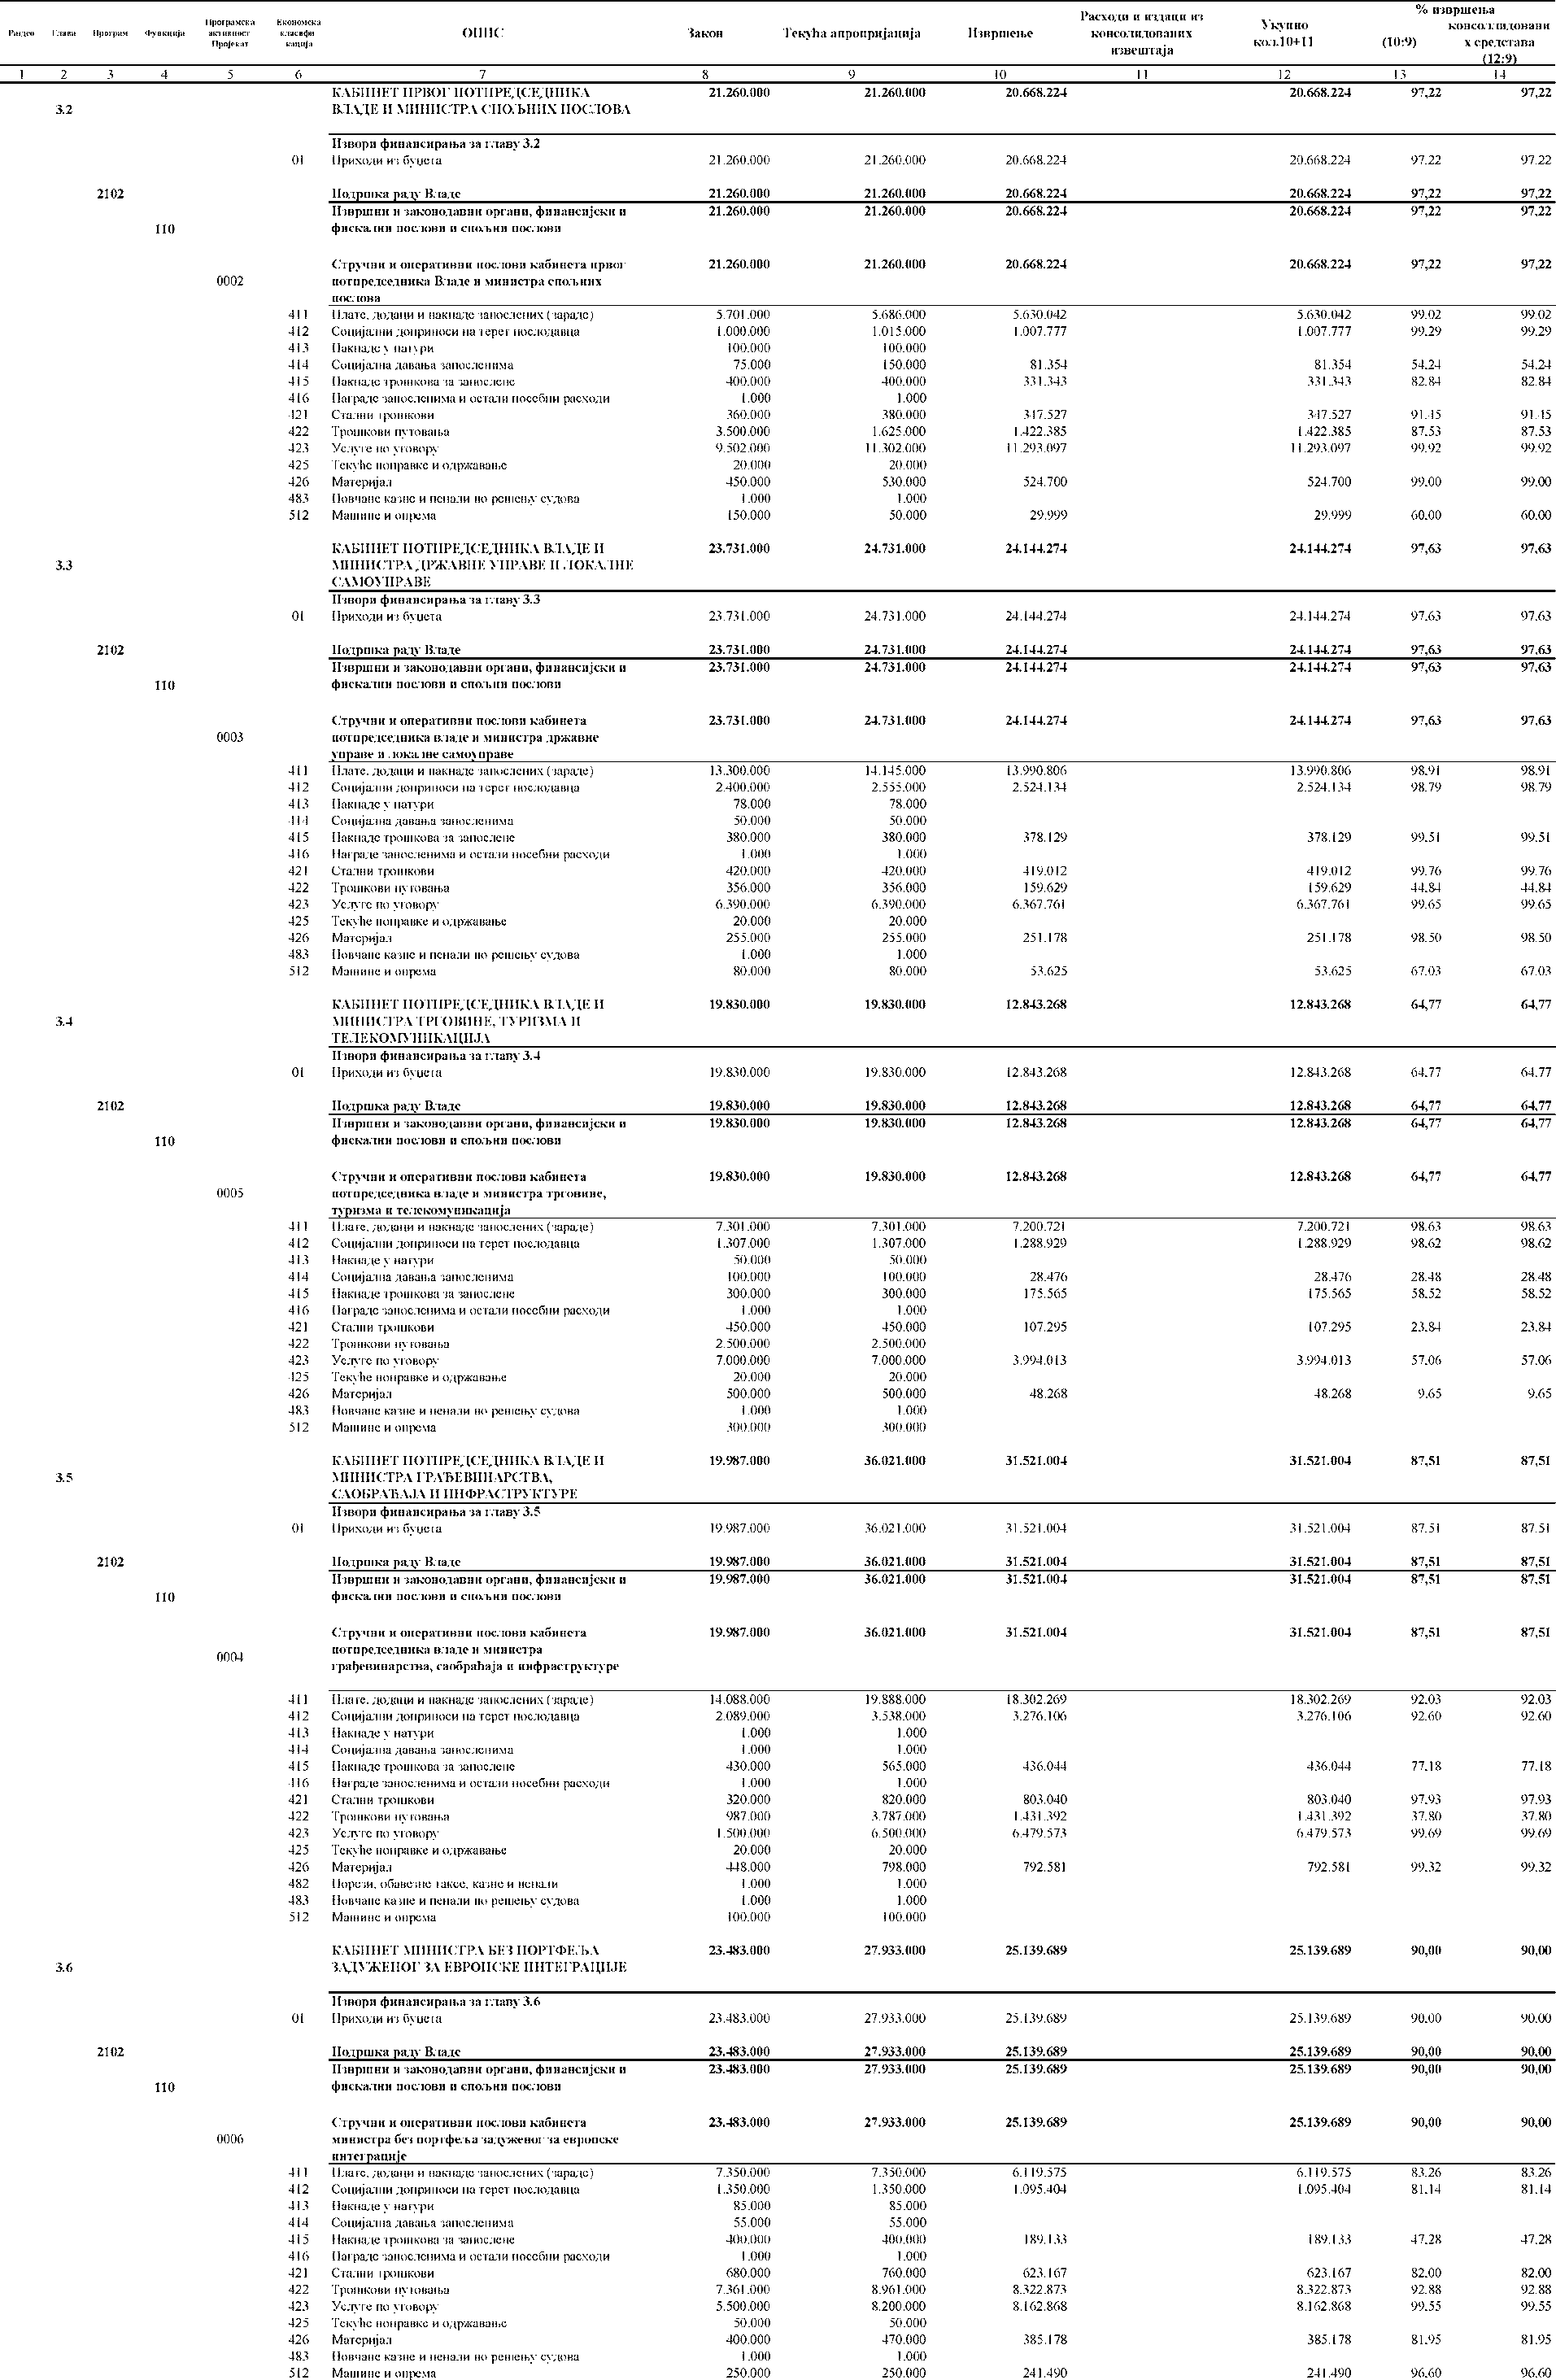 Раздео Глава Програм Функција Програмска активност Пројекат Економска класификација ОПИС Закон Текућа апропријација Извршење Расходи и издаци из консолидованих извештаја Укупно кол.10+11 % извршења (10:9) консолидованих средстава (12:9)
1 2 3 4 5 6 7 8 9 10 11 12 13 14
КАБИНЕТ ПРВОГ ПОТПРЕДСЕДНИКА 21.260.000 21.260.000 20.668.224 20.668.224 97,22 97,22
3.2 ВЛАДЕ И МИНИСТРА СПОЉНИХ ПОСЛОВА
Извори финансирања за главу 3.2
01 Приходи из буџета 21.260.000 21.260.000 20.668.224 20.668.224 97.22 97.22
2102 Подршка раду Владе 21.260.000 21.260.000 20.668.224 20.668.224 97,22 97,22
Извршни и законодавни органи, финансијски и 21.260.000 21.260.000 20.668.224 20.668.224 97,22 97,22
110 фискални послови и спољни послови
Стручни и оперативни послови кабинета првог 21.260.000 21.260.000 20.668.224 20.668.224 97,22 97,22
0002 потпредседника Владе и министра спољних
послова
411 Плате, додаци и накнаде запослених (зараде) 5.701.000 5.686.000 5.630.042 5.630.042 99.02 99.02
412 Социјални доприноси на терет послодавца 1.000.000 1.015.000 1.007.777 1.007.777 99.29 99.29
413 Накнаде у натури 100.000 100.000
414 Социјална давања запосленима 75.000 150.000 81.354 81.354 54.24 54.24
415 Накнаде трошкова за запослене 400.000 400.000 331.343 331.343 82.84 82.84
416 Награде запосленима и остали посебни расходи 1.000 1.000
421 Стални трошкови 360.000 380.000 347.527 347.527 91.45 91.45
422 Трошкови путовања 3.500.000 1.625.000 1.422.385 1.422.385 87.53 87.53
423 Услуге по уговору 9.502.000 11.302.000 11.293.097 11.293.097 99.92 99.92
425 Текуће поправке и одржавање 20.000 20.000
426 Материјал 450.000 530.000 524.700 524.700 99.00 99.00
483 Новчане казне и пенали по решењу судова 1.000 1.000
512 Машине и опрема 150.000 50.000 29.999 29.999 60.00 60.00
КАБИНЕТ ПОТПРЕДСЕДНИКА ВЛАДЕ И 23.731.000 24.731.000 24.144.274 24.144.274 97,63 97,63
3.3 МИНИСТРА ДРЖАВНЕ УПРАВЕ И ЛОКАЛНЕ
САМОУПРАВЕ
Извори финансирања за главу 3.3
01 Приходи из буџета 23.731.000 24.731.000 24.144.274 24.144.274 97.63 97.63
2102 Подршка раду Владе 23.731.000 24.731.000 24.144.274 24.144.274 97,63 97,63
Извршни и законодавни органи, финансијски и 23.731.000 24.731.000 24.144.274 24.144.274 97,63 97,63
110 фискални послови и спољни послови
Стручни и оперативни послови кабинета 23.731.000 24.731.000 24.144.274 24.144.274 97,63 97,63
0003 потпредседника владе и министра државне
управе и локалне самоуправе
411 Плате, додаци и накнаде запослених (зараде) 13.300.000 14.145.000 13.990.806 13.990.806 98.91 98.91
412 Социјални доприноси на терет послодавца 2.400.000 2.555.000 2.524.134 2.524.134 98.79 98.79
413 Накнаде у натури 78.000 78.000
414 Социјална давања запосленима 50.000 50.000
415 Накнаде трошкова за запослене 380.000 380.000 378.129 378.129 99.51 99.51
416 Награде запосленима и остали посебни расходи 1.000 1.000
421 Стални трошкови 420.000 420.000 419.012 419.012 99.76 99.76
422 Трошкови путовања 356.000 356.000 159.629 159.629 44.84 44.84
423 Услуге по уговору 6.390.000 6.390.000 6.367.761 6.367.761 99.65 99.65
425 Текуће поправке и одржавање 20.000 20.000
426 Материјал 255.000 255.000 251.178 251.178 98.50 98.50
483 Новчане казне и пенали по решењу судова 1.000 1.000
512 Машине и опрема 80.000 80.000 53.625 53.625 67.03 67.03
КАБИНЕТ ПОТПРЕДСЕДНИКА ВЛАДЕ И 19.830.000 19.830.000 12.843.268 12.843.268 64,77 64,77
3.4 МИНИСТРА ТРГОВИНЕ, ТУРИЗМА И
ТЕЛЕКОМУНИКАЦИЈА
Извори финансирања за главу 3.4
01 Приходи из буџета 19.830.000 19.830.000 12.843.268 12.843.268 64.77 64.77
2102 Подршка раду Владе 19.830.000 19.830.000 12.843.268 12.843.268 64,77 64,77
Извршни и законодавни органи, финансијски и 19.830.000 19.830.000 12.843.268 12.843.268 64,77 64,77
110 фискални послови и спољни послови
Стручни и оперативни послови кабинета 19.830.000 19.830.000 12.843.268 12.843.268 64,77 64,77
0005 потпредседника владе и министра трговине,
туризма и телекомуникација
411 Плате, додаци и накнаде запослених (зараде) 7.301.000 7.301.000 7.200.721 7.200.721 98.63 98.63
412 Социјални доприноси на терет послодавца 1.307.000 1.307.000 1.288.929 1.288.929 98.62 98.62
413 Накнаде у натури 50.000 50.000
414 Социјална давања запосленима 100.000 100.000 28.476 28.476 28.48 28.48
415 Накнаде трошкова за запослене 300.000 300.000 175.565 175.565 58.52 58.52
416 Награде запосленима и остали посебни расходи 1.000 1.000
421 Стални трошкови 450.000 450.000 107.295 107.295 23.84 23.84
422 Трошкови путовања 2.500.000 2.500.000
423 Услуге по уговору 7.000.000 7.000.000 3.994.013 3.994.013 57.06 57.06
425 Текуће поправке и одржавање 20.000 20.000
426 Материјал 500.000 500.000 48.268 48.268 9.65 9.65
483 Новчане казне и пенали по решењу судова 1.000 1.000
512 Машине и опрема 300.000 300.000
КАБИНЕТ ПОТПРЕДСЕДНИКА ВЛАДЕ И 19.987.000 36.021.000 31.521.004 31.521.004 87,51 87,51
3.5 МИНИСТРА ГРАЂЕВИНАРСТВА,
САОБРАЋАЈА И ИНФРАСТРУКТУРЕ
Извори финансирања за главу 3.5
01 Приходи из буџета 19.987.000 36.021.000 31.521.004 31.521.004 87.51 87.51
2102 Подршка раду Владе 19.987.000 36.021.000 31.521.004 31.521.004 87,51 87,51
Извршни и законодавни органи, финансијски и 19.987.000 36.021.000 31.521.004 31.521.004 87,51 87,51
110 фискални послови и спољни послови
Стручни и оперативни послови кабинета 19.987.000 36.021.000 31.521.004 31.521.004 87,51 87,51
0004 потпредседника владе и министра
грађевинарства, саобраћаја и инфраструктуре
411 Плате, додаци и накнаде запослених (зараде) 14.088.000 19.888.000 18.302.269 18.302.269 92.03 92.03
412 Социјални доприноси на терет послодавца 2.089.000 3.538.000 3.276.106 3.276.106 92.60 92.60
413 Накнаде у натури 1.000 1.000
414 Социјална давања запосленима 1.000 1.000
415 Накнаде трошкова за запослене 430.000 565.000 436.044 436.044 77.18 77.18
416 Награде запосленима и остали посебни расходи 1.000 1.000
421 Стални трошкови 320.000 820.000 803.040 803.040 97.93 97.93
422 Трошкови путовања 987.000 3.787.000 1.431.392 1.431.392 37.80 37.80
423 Услуге по уговору 1.500.000 6.500.000 6.479.573 6.479.573 99.69 99.69
425 Текуће поправке и одржавање 20.000 20.000
426 Материјал 448.000 798.000 792.581 792.581 99.32 99.32
482 Порези, обавезне таксе, казне и пенали 1.000 1.000
483 Новчане казне и пенали по решењу судова 1.000 1.000
512 Машине и опрема 100.000 100.000
КАБИНЕТ МИНИСТРА БЕЗ ПОРТФЕЉА 23.483.000 27.933.000 25.139.689 25.139.689 90,00 90,00
3.6 ЗАДУЖЕНОГ ЗА ЕВРОПСКЕ ИНТЕГРАЦИЈЕ
Извори финансирања за главу 3.6
01 Приходи из буџета 23.483.000 27.933.000 25.139.689 25.139.689 90.00 90.00
2102 Подршка раду Владе 23.483.000 27.933.000 25.139.689 25.139.689 90,00 90,00
Извршни и законодавни органи, финансијски и 23.483.000 27.933.000 25.139.689 25.139.689 90,00 90,00
110 фискални послови и спољни послови
Стручни и оперативни послови кабинета 23.483.000 27.933.000 25.139.689 25.139.689 90,00 90,00
0006 министра без портфеља задуженог за европске
интеграције
411 Плате, додаци и накнаде запослених (зараде) 7.350.000 7.350.000 6.119.575 6.119.575 83.26 83.26
412 Социјални доприноси на терет послодавца 1.350.000 1.350.000 1.095.404 1.095.404 81.14 81.14
413 Накнаде у натури 85.000 85.000
414 Социјална давања запосленима 55.000 55.000
415 Накнаде трошкова за запослене 400.000 400.000 189.133 189.133 47.28 47.28
416 Награде запосленима и остали посебни расходи 1.000 1.000
421 Стални трошкови 680.000 760.000 623.167 623.167 82.00 82.00
422 Трошкови путовања 7.361.000 8.961.000 8.322.873 8.322.873 92.88 92.88
423 Услуге по уговору 5.500.000 8.200.000 8.162.868 8.162.868 99.55 99.55
425 Текуће поправке и одржавање 50.000 50.000
426 Материјал 400.000 470.000 385.178 385.178 81.95 81.95
483 Новчане казне и пенали по решењу судова 1.000 1.000
512 Машине и опрема 250.000 250.000 241.490 241.490 96.60 96.60